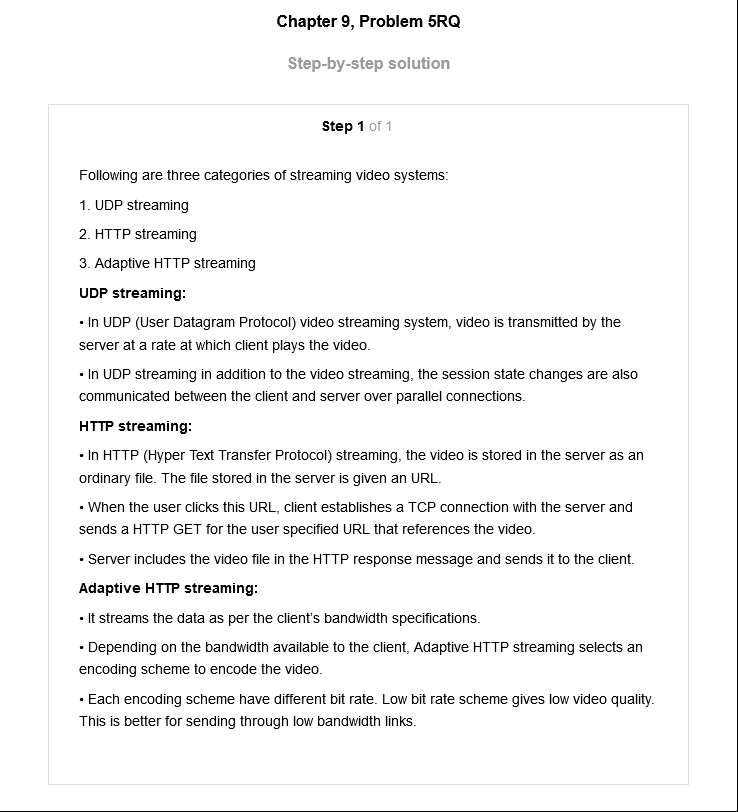 Chapter 9, Problem 5RQ
Step-by-step solution
Step 1 of 1
Following are three categories of streaming video systems:
1. UDP streaming
2. HTTP streaming
3. Adaptive HTTP streaming
UDP streaming:
• In UDP (User Datagram Protocol) video streaming system, video is transmitted by the
server at a rate at which client plays the video.
• In UDP streaming in addition to the video streaming, the session state changes are also
communicated between the client and server over parallel connections.
HTTP streaming:
• In HTTP (Hyper Text Transfer Protocol) streaming, the video is stored in the server as an
ordinary file. The file stored in the server is given an URL.
• When the user clicks this URL, client establishes a TCP connection with the server and
sends a HTTP GET for the user specified URL that references the video.
• Server includes the video file in the HTTP response message and sends it to the client.
Adaptive HTTP streaming:
• It streams the data as per the client's bandwidth specifications.
• Depending on the bandwidth available to the client, Adaptive HTTP streaming selects an
encoding scheme to encode the video.
• Each encoding scheme have different bit rate. Low bit rate scheme gives low video quality.
This is better for sending through low bandwidth links.